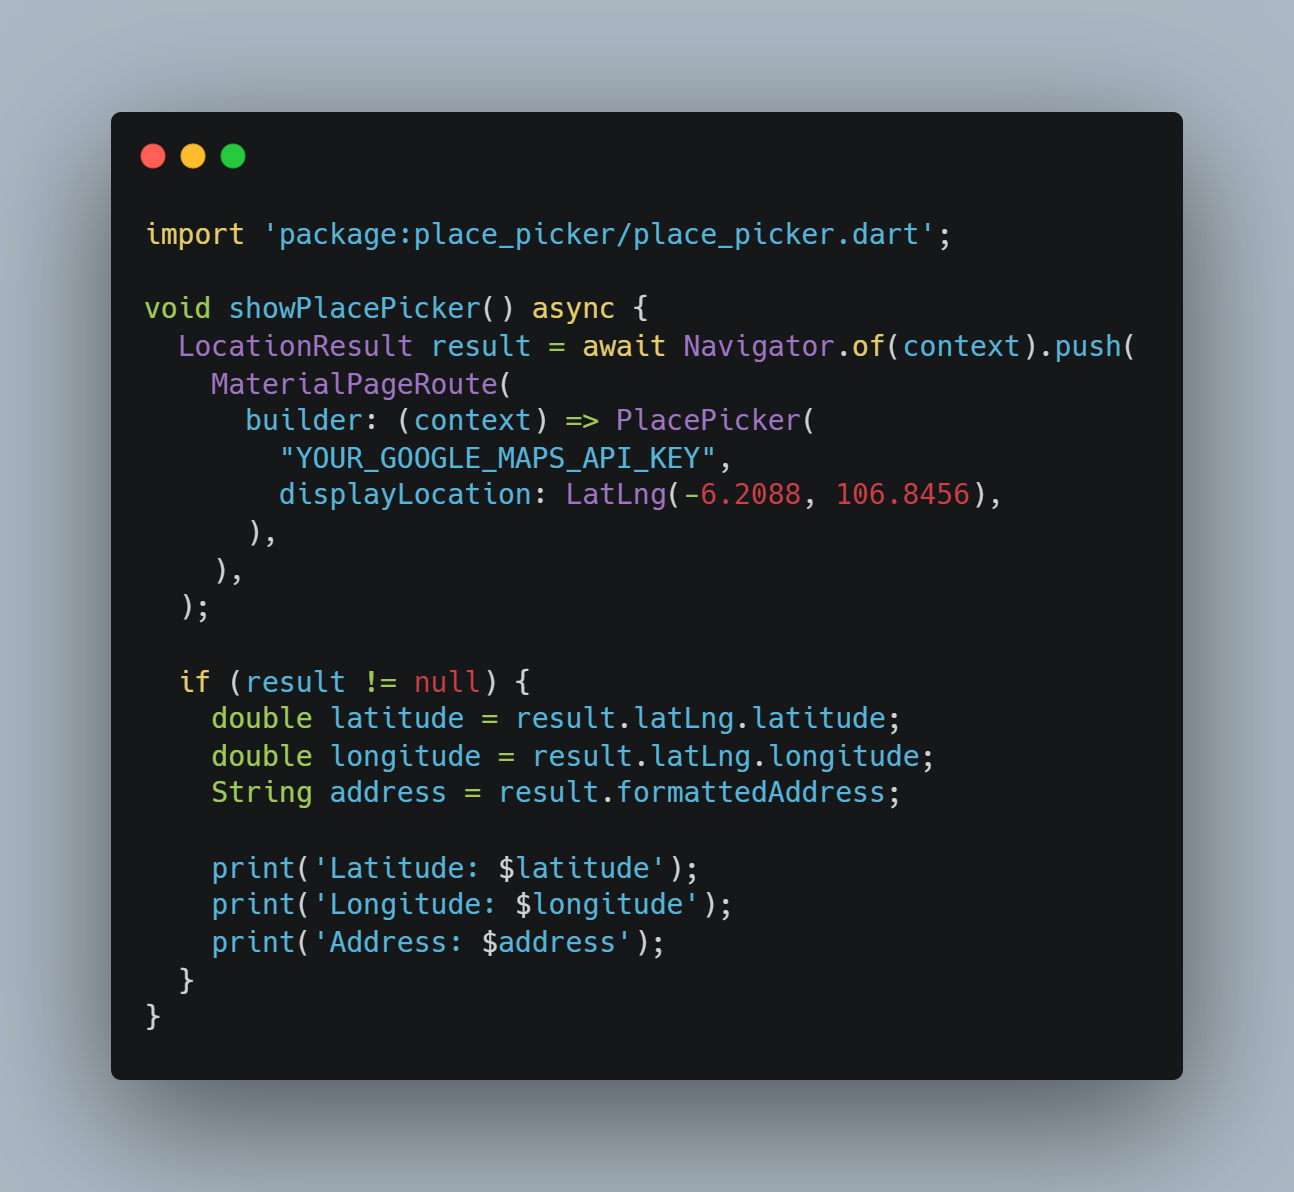 import 'package:place_picker/place_picker.dart';

void showPlacePicker() async {
  LocationResult result = await Navigator.of(context).push(
    MaterialPageRoute(
      builder: (context) => PlacePicker(
        "YOUR_GOOGLE_MAPS_API_KEY",
        displayLocation: LatLng(-6.2088, 106.8456),
      ),
    ),
  );

  if (result != null) {
    double latitude = result.latLng.latitude;
    double longitude = result.latLng.longitude;
    String address = result.formattedAddress;

    print('Latitude: $latitude');
    print('Longitude: $longitude');
    print('Address: $address');
  }
}